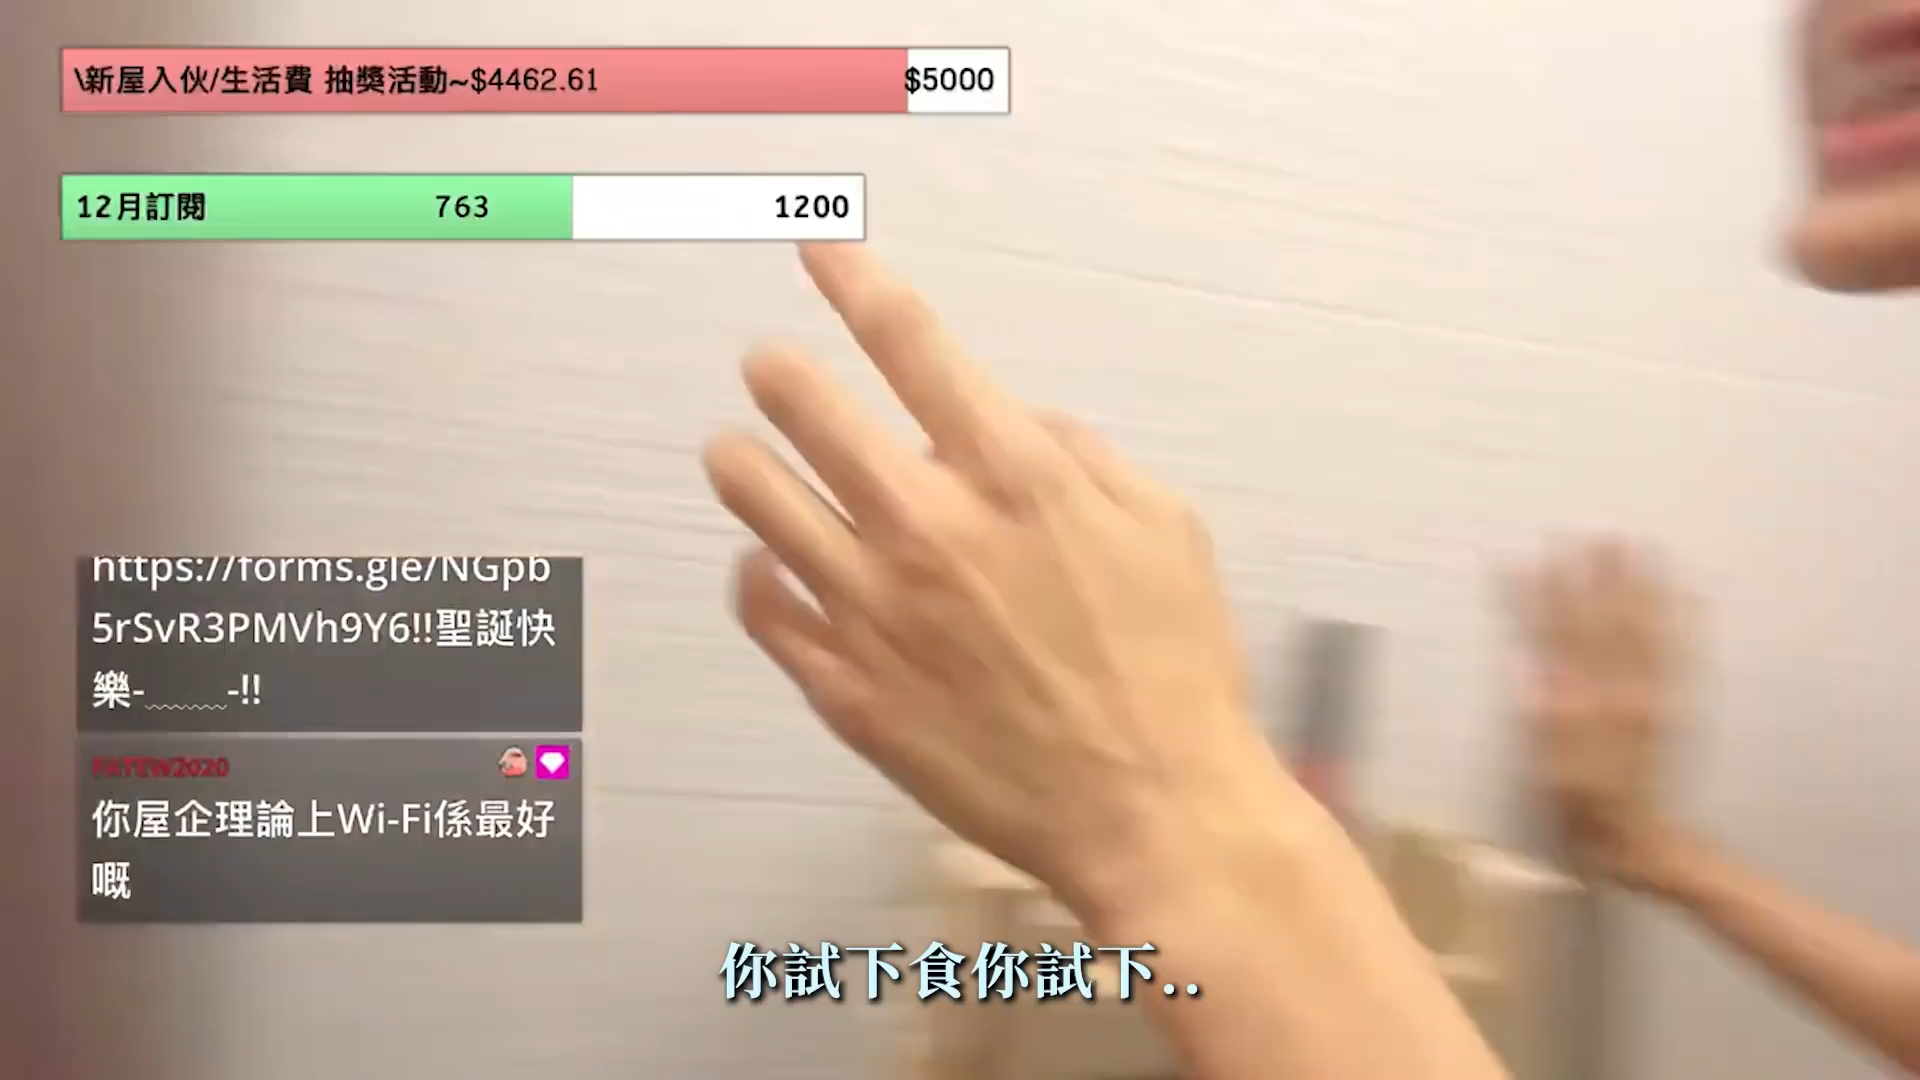 \新屋入伙/生活費 抽獎活動~$4462.61 $5000
12月訂閱 763 1200
https://forms.gle/NGpb
5rSvR3PMVh9Y6!!聖誕快
樂-﹏﹏-!!
FATEW2020
你屋企理論上Wi-Fi係最好
嘅
你試下食你試下..